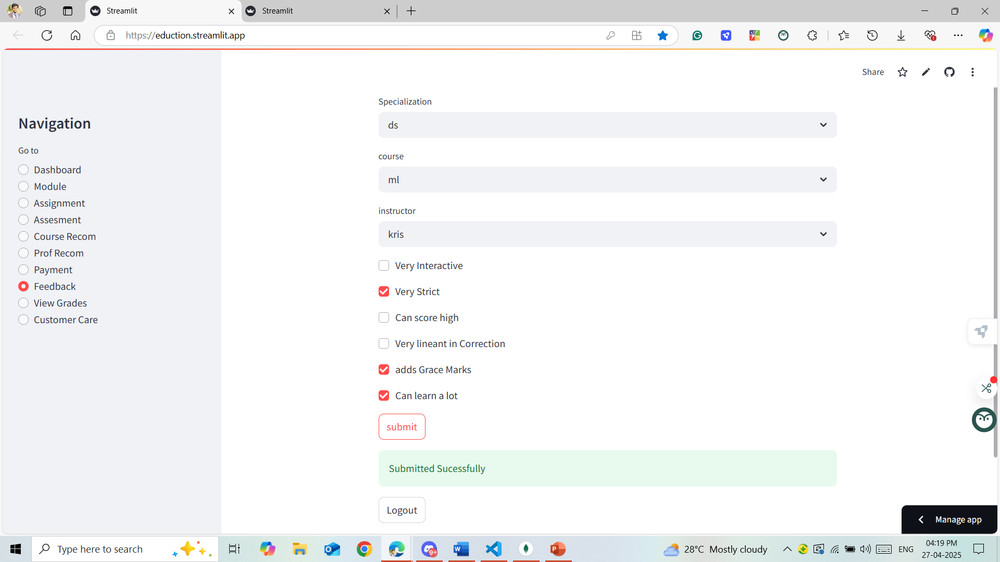 Streamlit
Streamlit
https://eduction.streamlit.app
Share
Navigation
Go to
Dashboard
Module
Assignment
Assesment
Course Recom
Prof Recom
Payment
Feedback
View Grades
Customer Care
Specialization
ds
course
ml
instructor
kris
Very Interactive
Very Strict
Can score high
Very lineant in Correction
adds Grace Marks
Can learn a lot
submit
Submitted Sucessfully
Logout
Manage app
Type here to search
9+
28°C Mostly cloudy
ENG
04:19 PM
27-04-2025